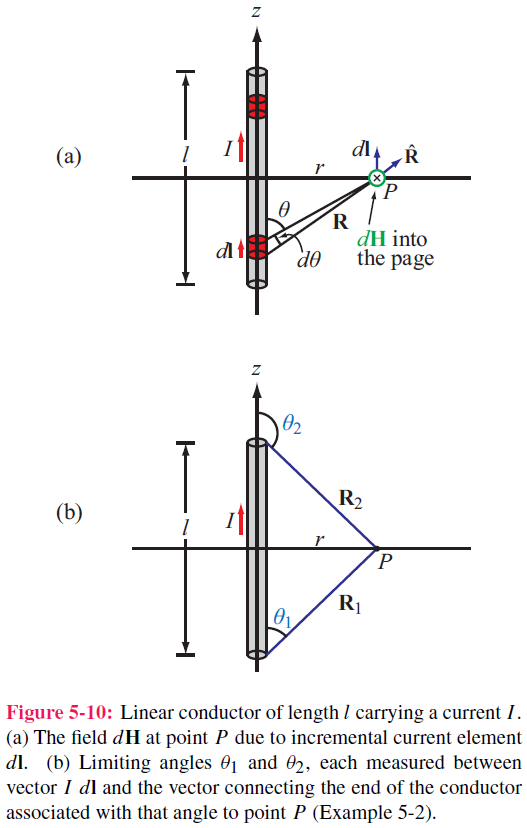 z
(a)
l
I
r
dl
R̂
P
θ
R
dH into
the page
dl
dθ
z
θ2
(b)
R2
l
I
r
P
R1
θ1
Figure 5-10: Linear conductor of length l carrying a current I.
(a) The field dH at point P due to incremental current element
dl. (b) Limiting angles θ1 and θ2, each measured between
vector I dl and the vector connecting the end of the conductor
associated with that angle to point P (Example 5-2).